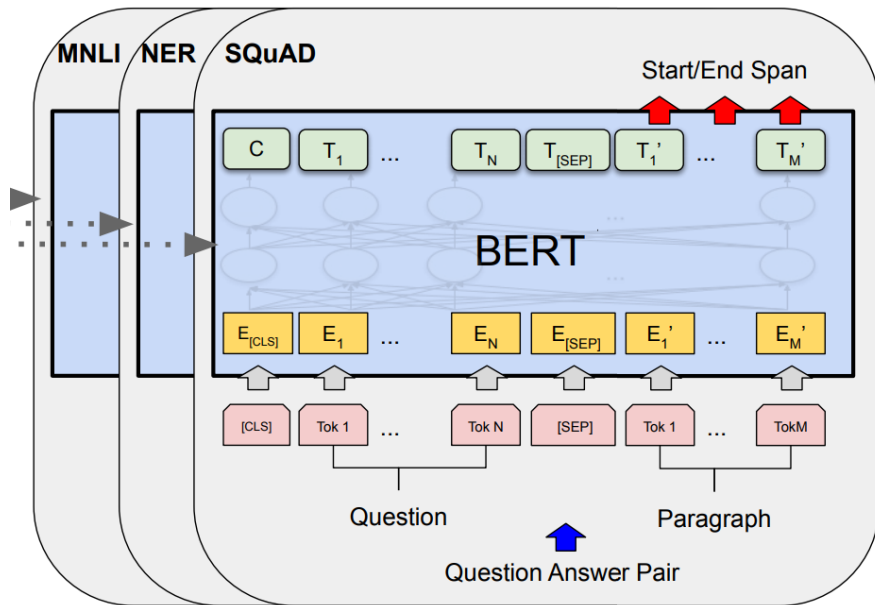 MNLI NER SQuAD
Start/End Span
C T1 ... TN T[SEP] T1' ... TM'
...
BERT
...
E[CLS] E1 ... EN E[SEP] E1' ... EM'
[CLS] Tok 1 ... Tok N [SEP] Tok 1 ... TokM
Question Paragraph
Question Answer Pair